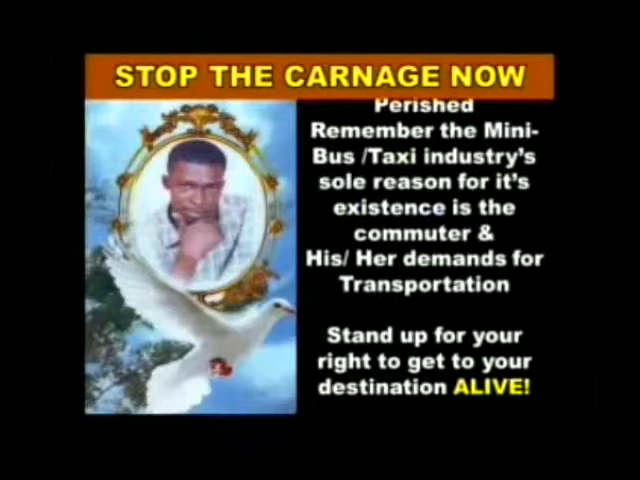 STOP THE CARNAGE NOW
Perished
Remember the Mini-
Bus /Taxi industry's
sole reason for it's
existence is the
commuter &
His/ Her demands for
Transportation
Stand up for your
right to get to your
destination ALIVE!